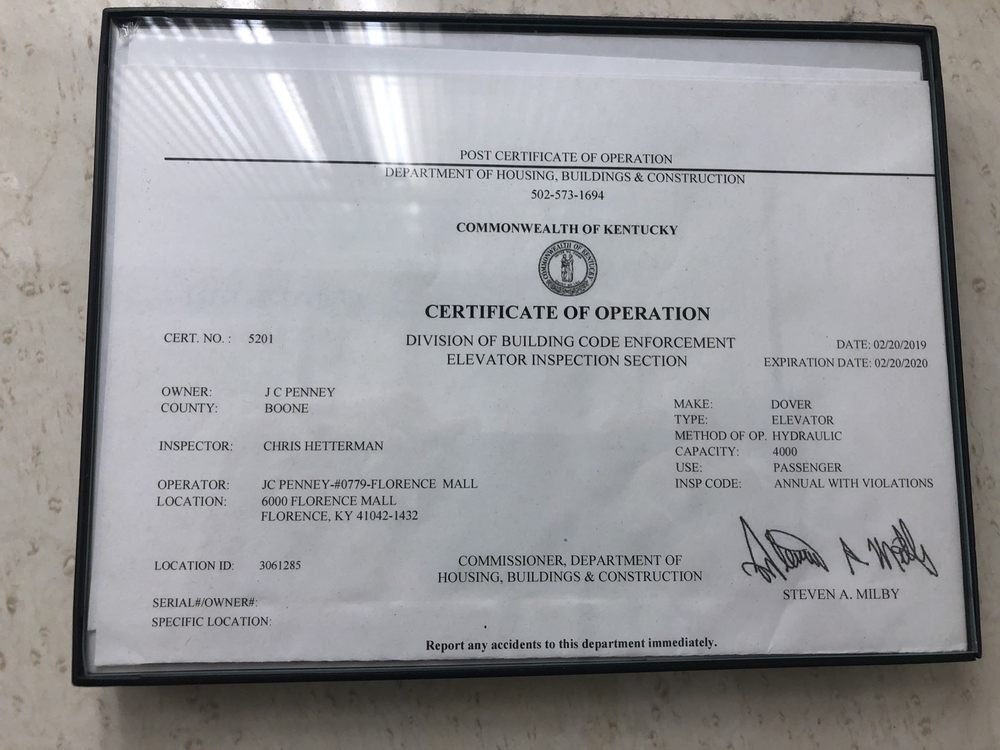 POST CERTIFICATE OF OPERATION
DEPARTMENT OF HOUSING, BUILDINGS & CONSTRUCTION
502-573-1694
COMMONWEALTH OF KENTUCKY
COMMONWEALTH OF KENTUCKY
CERTIFICATE OF OPERATION
CERT. NO. : 5201
DIVISION OF BUILDING CODE ENFORCEMENT
ELEVATOR INSPECTION SECTION
DATE: 02/20/2019
EXPIRATION DATE: 02/20/2020
OWNER: J C PENNEY
COUNTY: BOONE
INSPECTOR: CHRIS HETTERMAN
OPERATOR: JC PENNEY-#0779-FLORENCE MALL
LOCATION: 6000 FLORENCE MALL
FLORENCE, KY 41042-1432
MAKE: DOVER
TYPE: ELEVATOR
METHOD OF OP. HYDRAULIC
CAPACITY: 4000
USE: PASSENGER
INSP CODE: ANNUAL WITH VIOLATIONS
LOCATION ID: 3061285
SERIAL#/OWNER#:
SPECIFIC LOCATION:
COMMISSIONER, DEPARTMENT OF
HOUSING, BUILDINGS & CONSTRUCTION
Steven A Milby
STEVEN A. MILBY
Report any accidents to this department immediately.